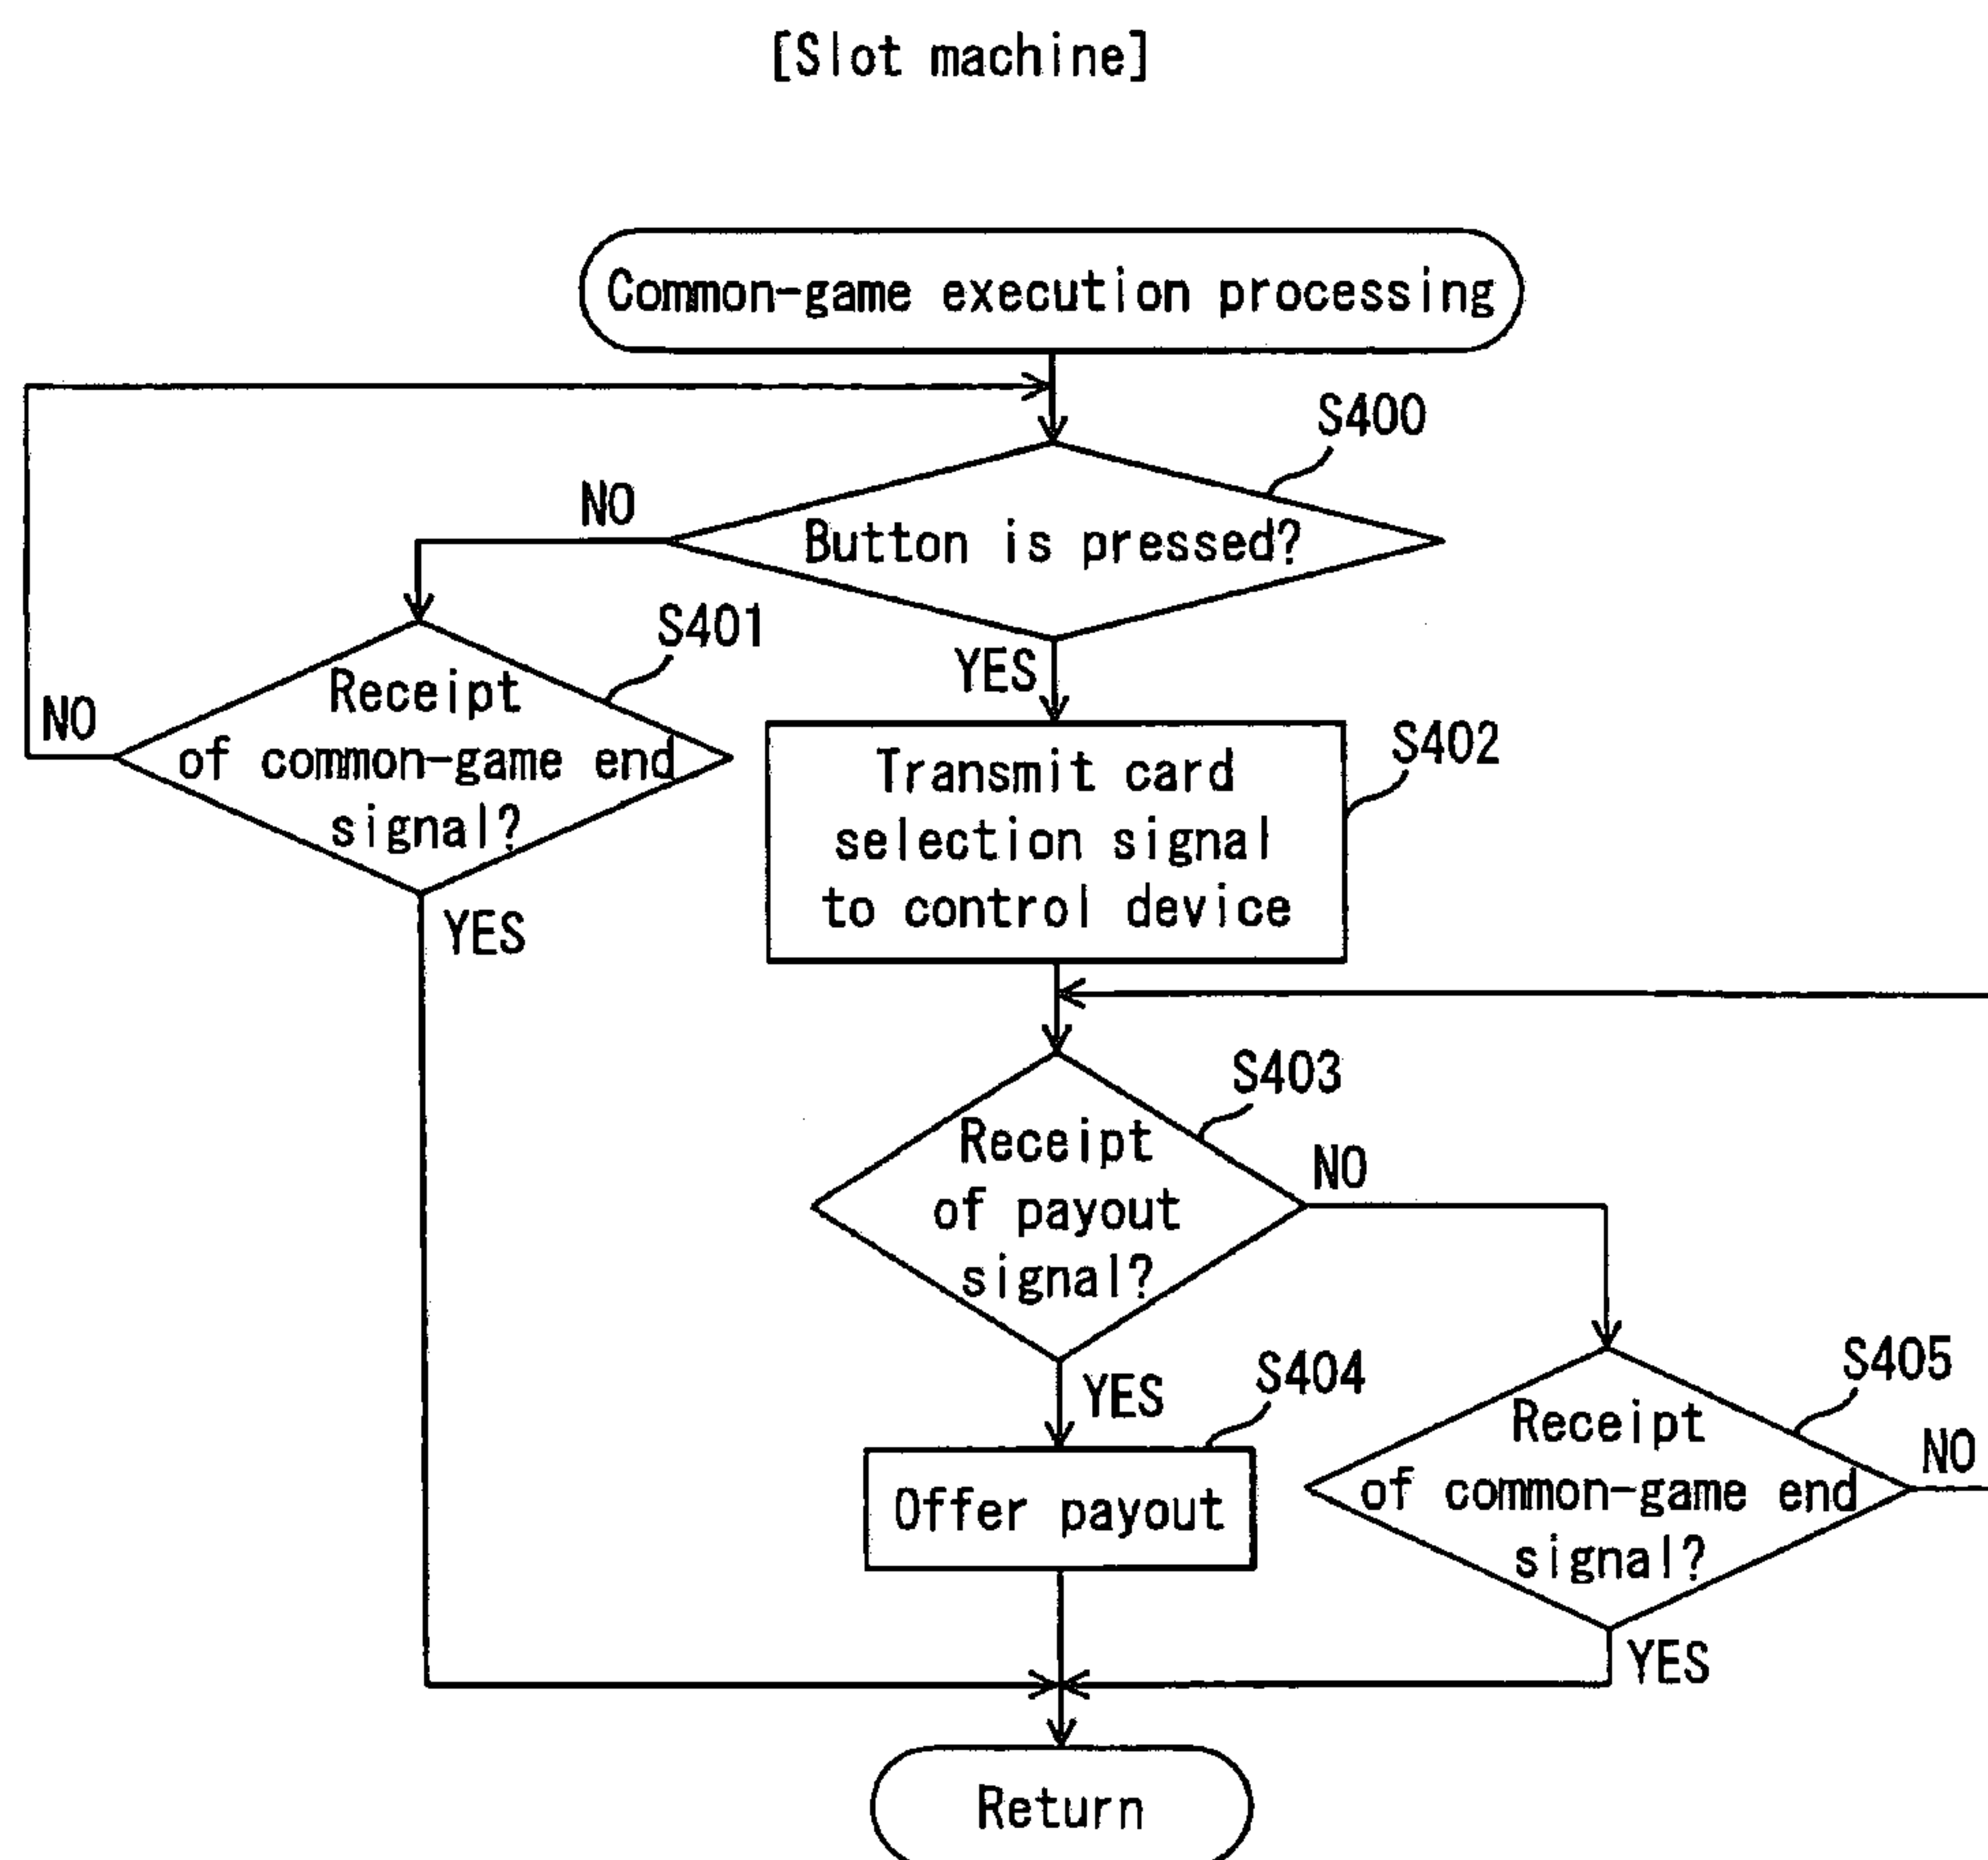 [Slot machine]
Common-game execution processing
S400
NO
Button is pressed?
S401
YES
Receipt
of common-game end
signal?
NO
YES
S402
Transmit card
selection signal
to control device
S403
Receipt
of payout
signal?
NO
YES
S404
Offer payout
S405
Receipt
of common-game end
signal?
NO
YES
Return